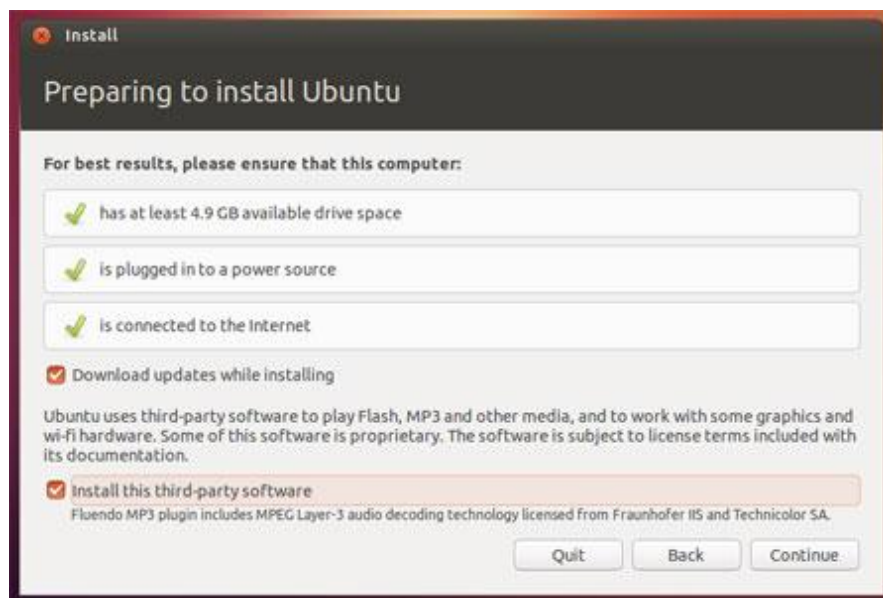 Install
Preparing to install Ubuntu
For best results, please ensure that this computer:
has at least 4.9 GB available drive space
is plugged in to a power source
is connected to the Internet
Download updates while installing
Ubuntu uses third-party software to play Flash, MP3 and other media, and to work with some graphics and
wi-fi hardware. Some of this software is proprietary. The software is subject to license terms included with
its documentation.
Install this third-party software
Fluendo MP3 plugin includes MPEG Layer-3 audio decoding technology licensed from Fraunhofer IIS and Technicolor SA.
Quit Back Continue